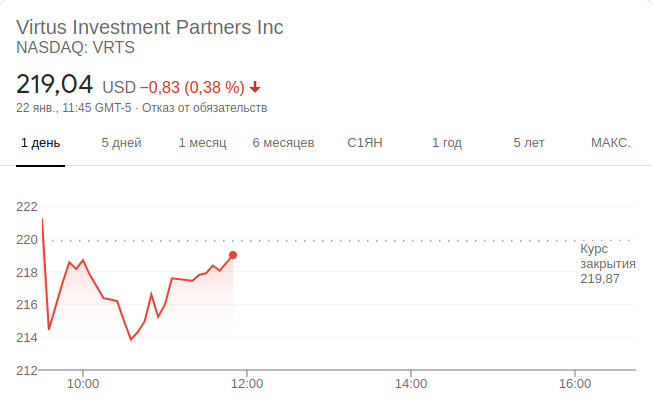 Virtus Investment Partners Inc
NASDAQ: VRTS
219,04 USD −0,83 (0,38 %)
22 янв., 11:45 GMT-5 · Отказ от обязательств
1 день 5 дней 1 месяц 6 месяцев С1ЯН 1 год 5 лет МАКС.
222
220
Курс
закрытия
219,87
218
216
214
212
10:00 12:00 14:00 16:00